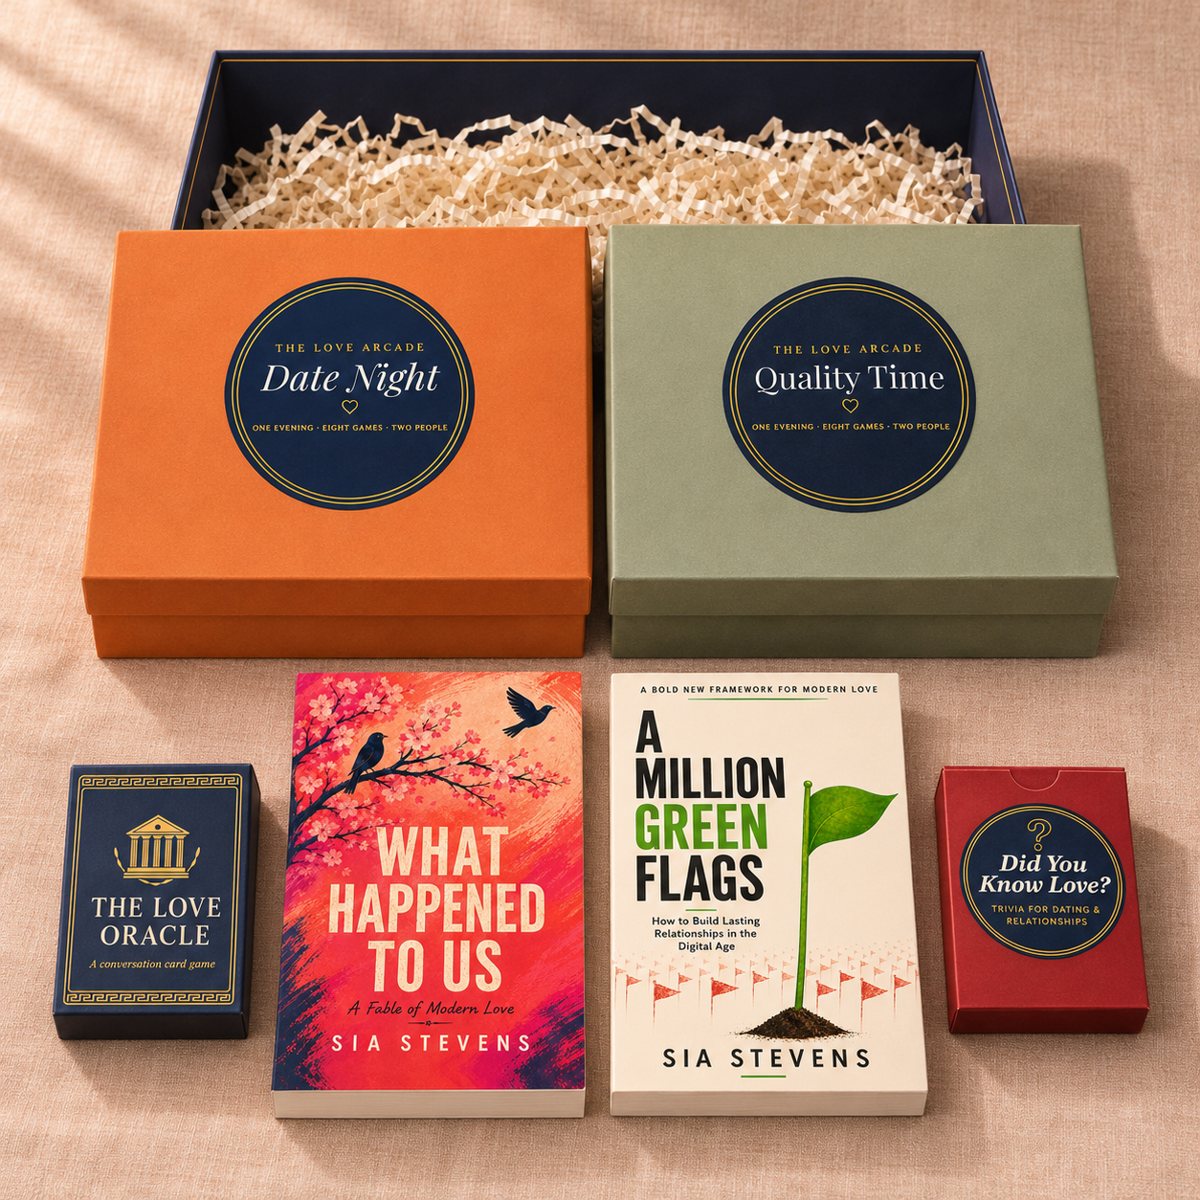 THE LOVE ARCADE
Date Night
ONE EVENING · EIGHT GAMES · TWO PEOPLE
THE LOVE ARCADE
Quality Time
ONE EVENING · EIGHT GAMES · TWO PEOPLE
THE LOVE
ORACLE
A conversation card game
WHAT
HAPPENED
TO US
A Fable of Modern Love
SIA STEVENS
A BOLD NEW FRAMEWORK FOR MODERN LOVE
A
MILLION
GREEN
FLAGS
How to Build Lasting
Relationships in the
Digital Age
SIA STEVENS
?
Did You
Know Love?
TRIVIA FOR DATING &
RELATIONSHIPS